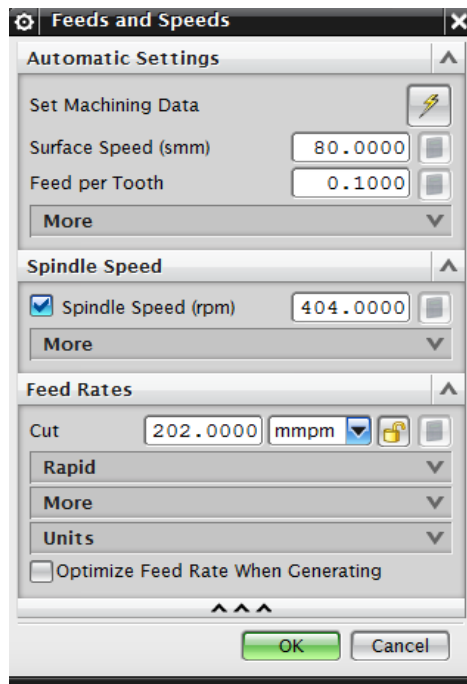 Feeds and Speeds
Automatic Settings
Set Machining Data
Surface Speed (smm) 80.0000
Feed per Tooth 0.1000
More
Spindle Speed
Spindle Speed (rpm) 404.0000
More
Feed Rates
Cut 202.0000 mmpm
Rapid
More
Units
Optimize Feed Rate When Generating
OK Cancel